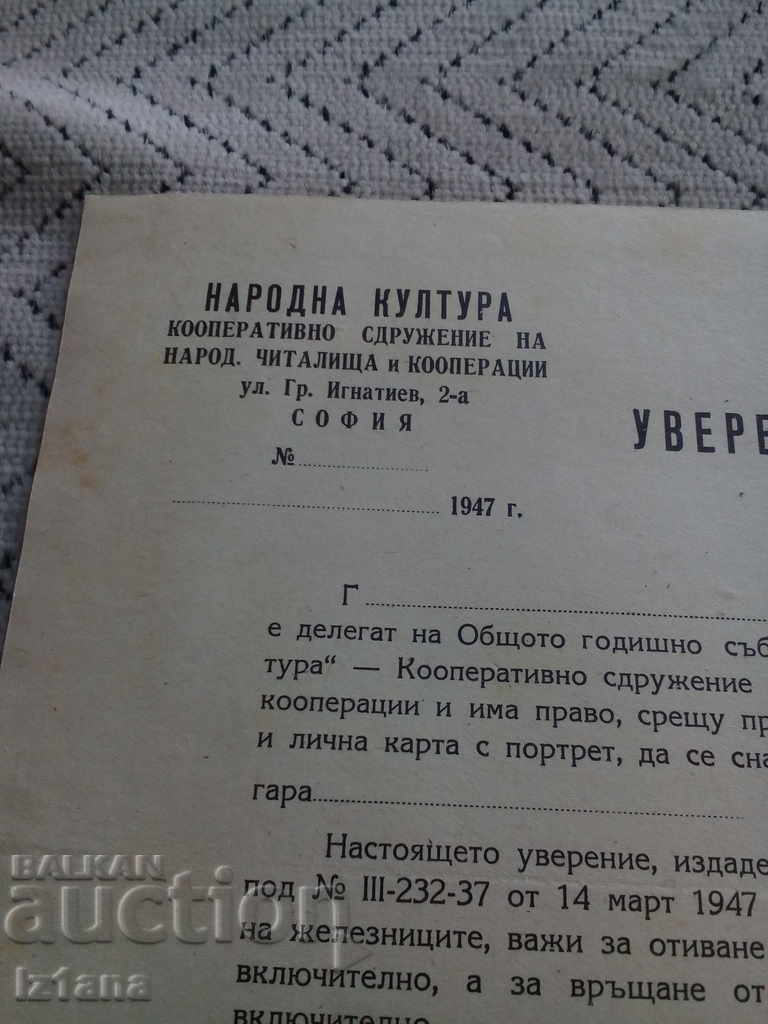 НАРОДНА КУЛТУРА
КООПЕРАТИВНО СДРУЖЕНИЕ НА
НАРОД. ЧИТАЛИЩА и КООПЕРАЦИИ
ул. Гр. Игнатиев, 2-а
СОФИЯ
№
1947 г.
УВЕРЕ
Г
е делегат на Общото годишно съб
тура“ — Кооперативно сдружение
кооперации и има право, срещу пр
и лична карта с портрет, да се сна
гара
Настоящето уверение, издаде
под № III-232-37 от 14 март 1947
на железниците, важи за отиване
включително, а за връщане от
включително.
BALKAN
auction
Iz1ana